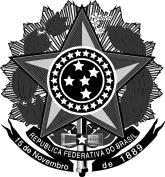 REPÚBLICA FEDERATIVA DO BRASIL
15 de Novembro de 1889